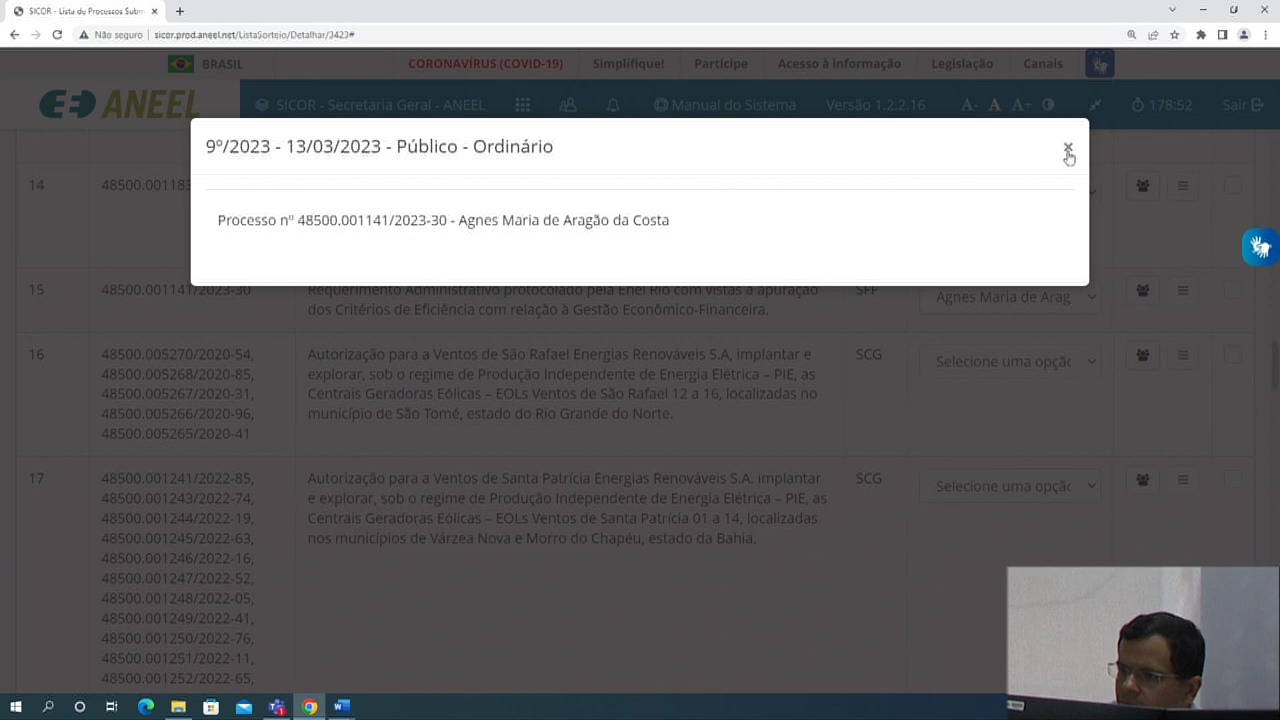 SICOR - Lista de Processos Subm
Não seguro
sicor.prod.aneel.net/ListaSorteio/Detalhar/3423#
BRASIL
CORONAVÍRUS (COVID-19)
Simplifique!
Participe
Acesso à informação
Legislação
Canais
ANEEL
SICOR - Secretaria Geral - ANEEL
Manual do Sistema
Versão 1.2.2.16
A- A A+
178:52
Sair
9º/2023 - 13/03/2023 - Público - Ordinário
×
Processo nº 48500.001141/2023-30 - Agnes Maria de Aragão da Costa
14
48500.001183
15
48500.001141/2023-30
Requerimento Administrativo protocolado pela Enel Rio com vistas à apuração
dos Critérios de Eficiência com relação à Gestão Econômico-Financeira.
SFF
Agnes Maria de Arag
16
48500.005270/2020-54,
48500.005268/2020-85,
48500.005267/2020-31,
48500.005266/2020-96,
48500.005265/2020-41
Autorização para a Ventos de São Rafael Energias Renováveis S.A, implantar e
explorar, sob o regime de Produção Independente de Energia Elétrica – PIE, as
Centrais Geradoras Eólicas – EOLs Ventos de São Rafael 12 a 16, localizadas no
município de São Tomé, estado do Rio Grande do Norte.
SCG
Selecione uma opçã
17
48500.001241/2022-85,
48500.001243/2022-74,
48500.001244/2022-19,
48500.001245/2022-63,
48500.001246/2022-16,
48500.001247/2022-52,
48500.001248/2022-05,
48500.001249/2022-41,
48500.001250/2022-76,
48500.001251/2022-11,
48500.001252/2022-65,
Autorização para a Ventos de Santa Patrícia Energias Renováveis S.A. implantar
e explorar, sob o regime de Produção Independente de Energia Elétrica – PIE, as
Centrais Geradoras Eólicas – EOLs Ventos de Santa Patrícia 01 a 14, localizadas
nos municípios de Várzea Nova e Morro do Chapéu, estado da Bahia.
SCG
Selecione uma opçã